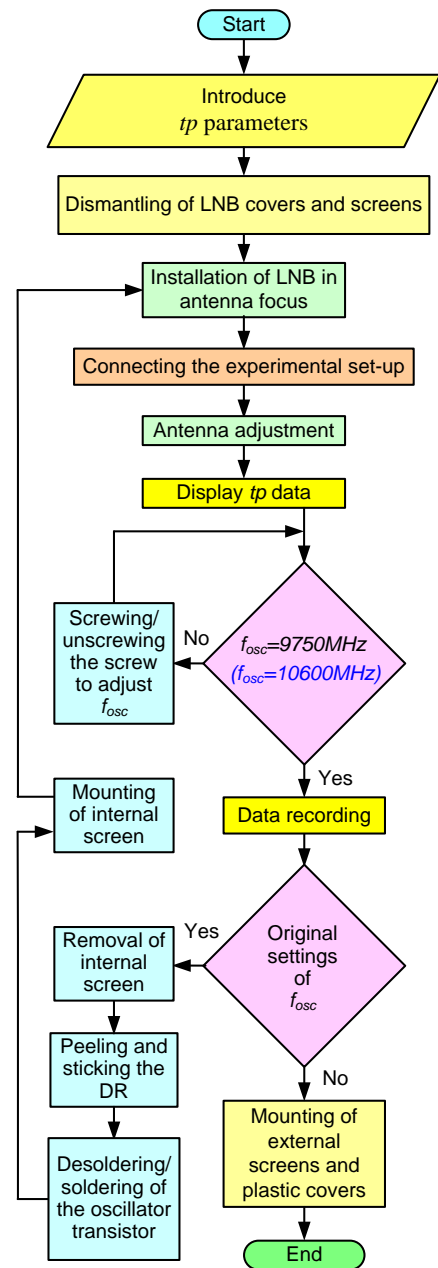 Start
Introduce
tp parameters
Dismantling of LNB covers and screens
Installation of LNB in
antenna focus
Connecting the experimental set-up
Antenna adjustment
Display tp data
Screwing/
unscrewing
the screw
to adjust
fosc
No
fosc=9750MHz
(fosc=10600MHz)
Yes
Mounting
of internal
screen
Data recording
Removal of
internal
screen
Yes
Original
settings
of
fosc
Peeling and
sticking the
DR
No
Desoldering/
soldering of
the oscillator
transistor
Mounting of
external
screens and
plastic covers
End